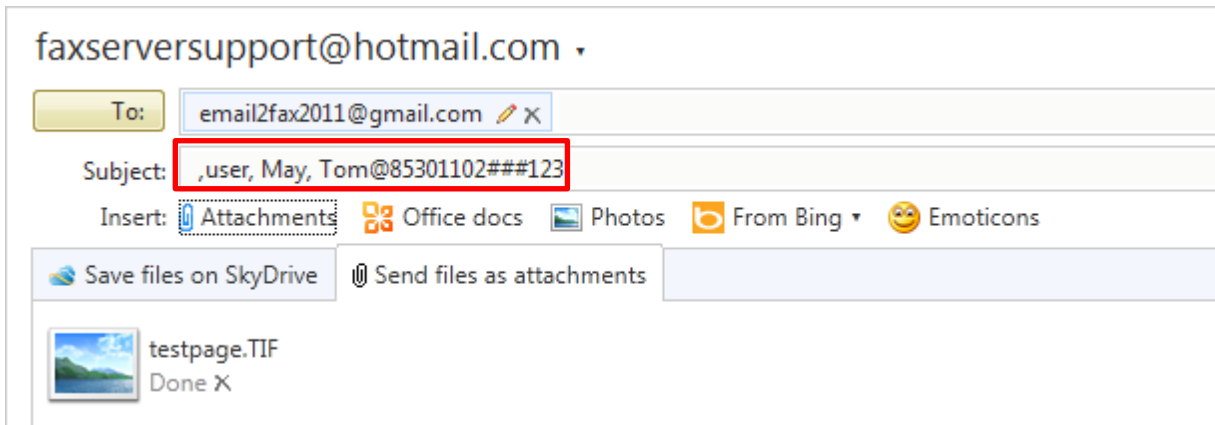 faxserversupport@hotmail.com
To: email2fax2011@gmail.com
Subject: ,user, May, Tom@85301102###123
Insert: Attachments Office docs Photos From Bing Emoticons
Save files on SkyDrive Send files as attachments
testpage.TIF
Done